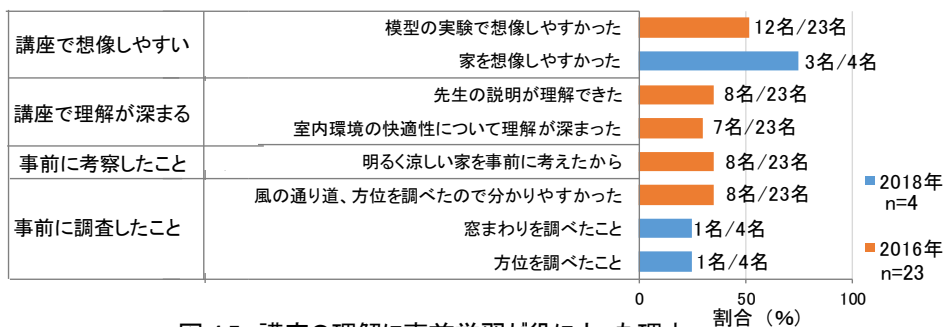 講座で想像しやすい
模型の実験で想像しやすかった
12名/23名
家を想像しやすかった
3名/4名
講座で理解が深まる
先生の説明が理解できた
8名/23名
室内環境の快適性について理解が深まった
7名/23名
事前に考察したこと
明るく涼しい家を事前に考えたから
8名/23名
事前に調査したこと
風の通り道、方位を調べたので分かりやすかった
8名/23名
窓まわりを調べたこと
1名/4名
方位を調べたこと
1名/4名
2018年
n=4
2016年
n=23
0 50 100
割合（%）